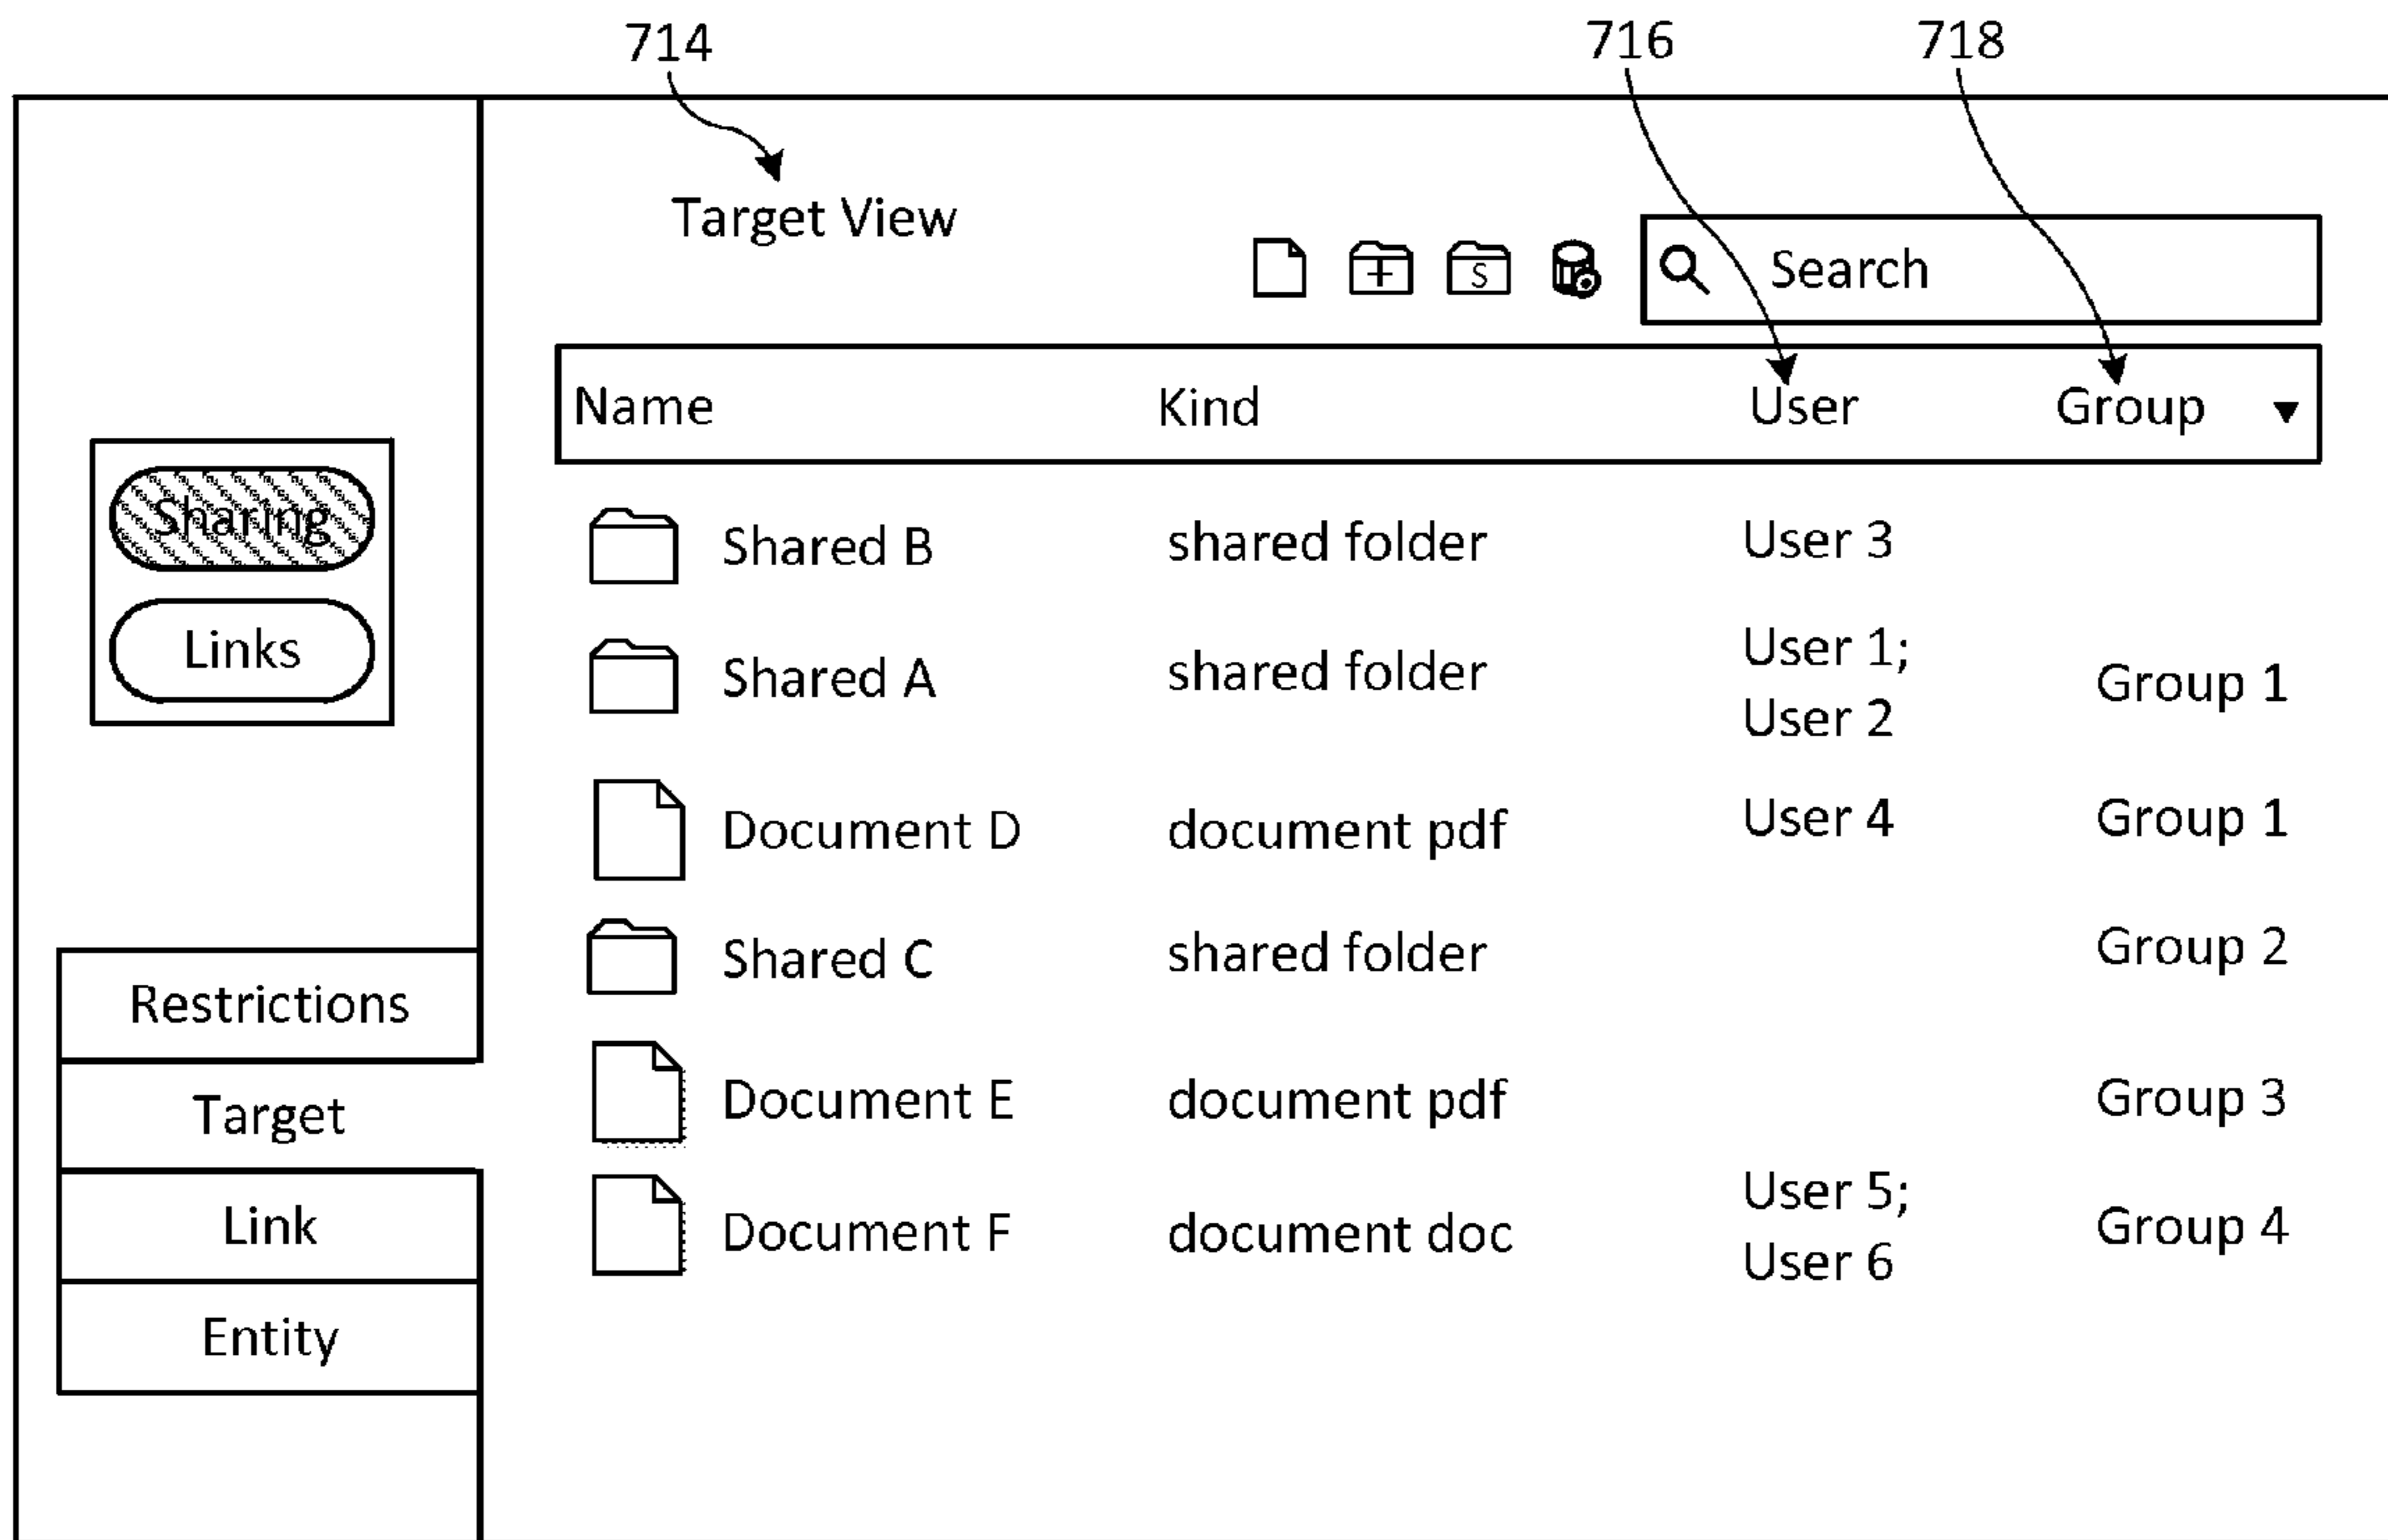 714 716 718
Target View
S Search
Name Kind User Group
Sharing
Links
Shared B shared folder User 3
Shared A shared folder User 1;
User 2 Group 1
Document D document pdf User 4 Group 1
Shared C shared folder Group 2
Document E document pdf Group 3
Document F document doc User 5;
User 6 Group 4
Restrictions
Target
Link
Entity